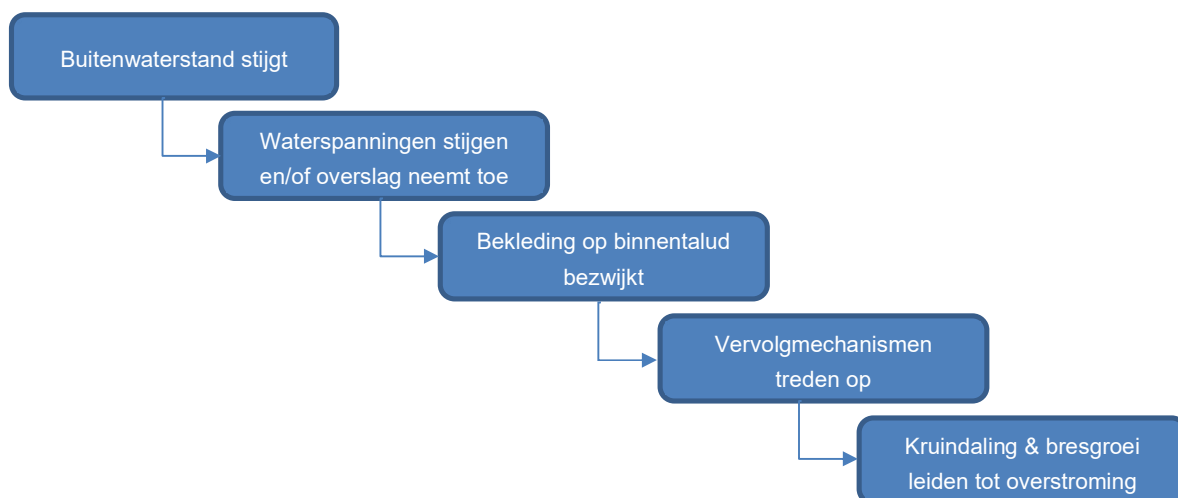 Buitenwaterstand stijgt
Waterspanningen stijgen
en/of overslag neemt toe
Bekleding op binnentalud
bezwijkt
Vervolgmechanismen
treden op
Kruindaling & bresgroei
leiden tot overstroming